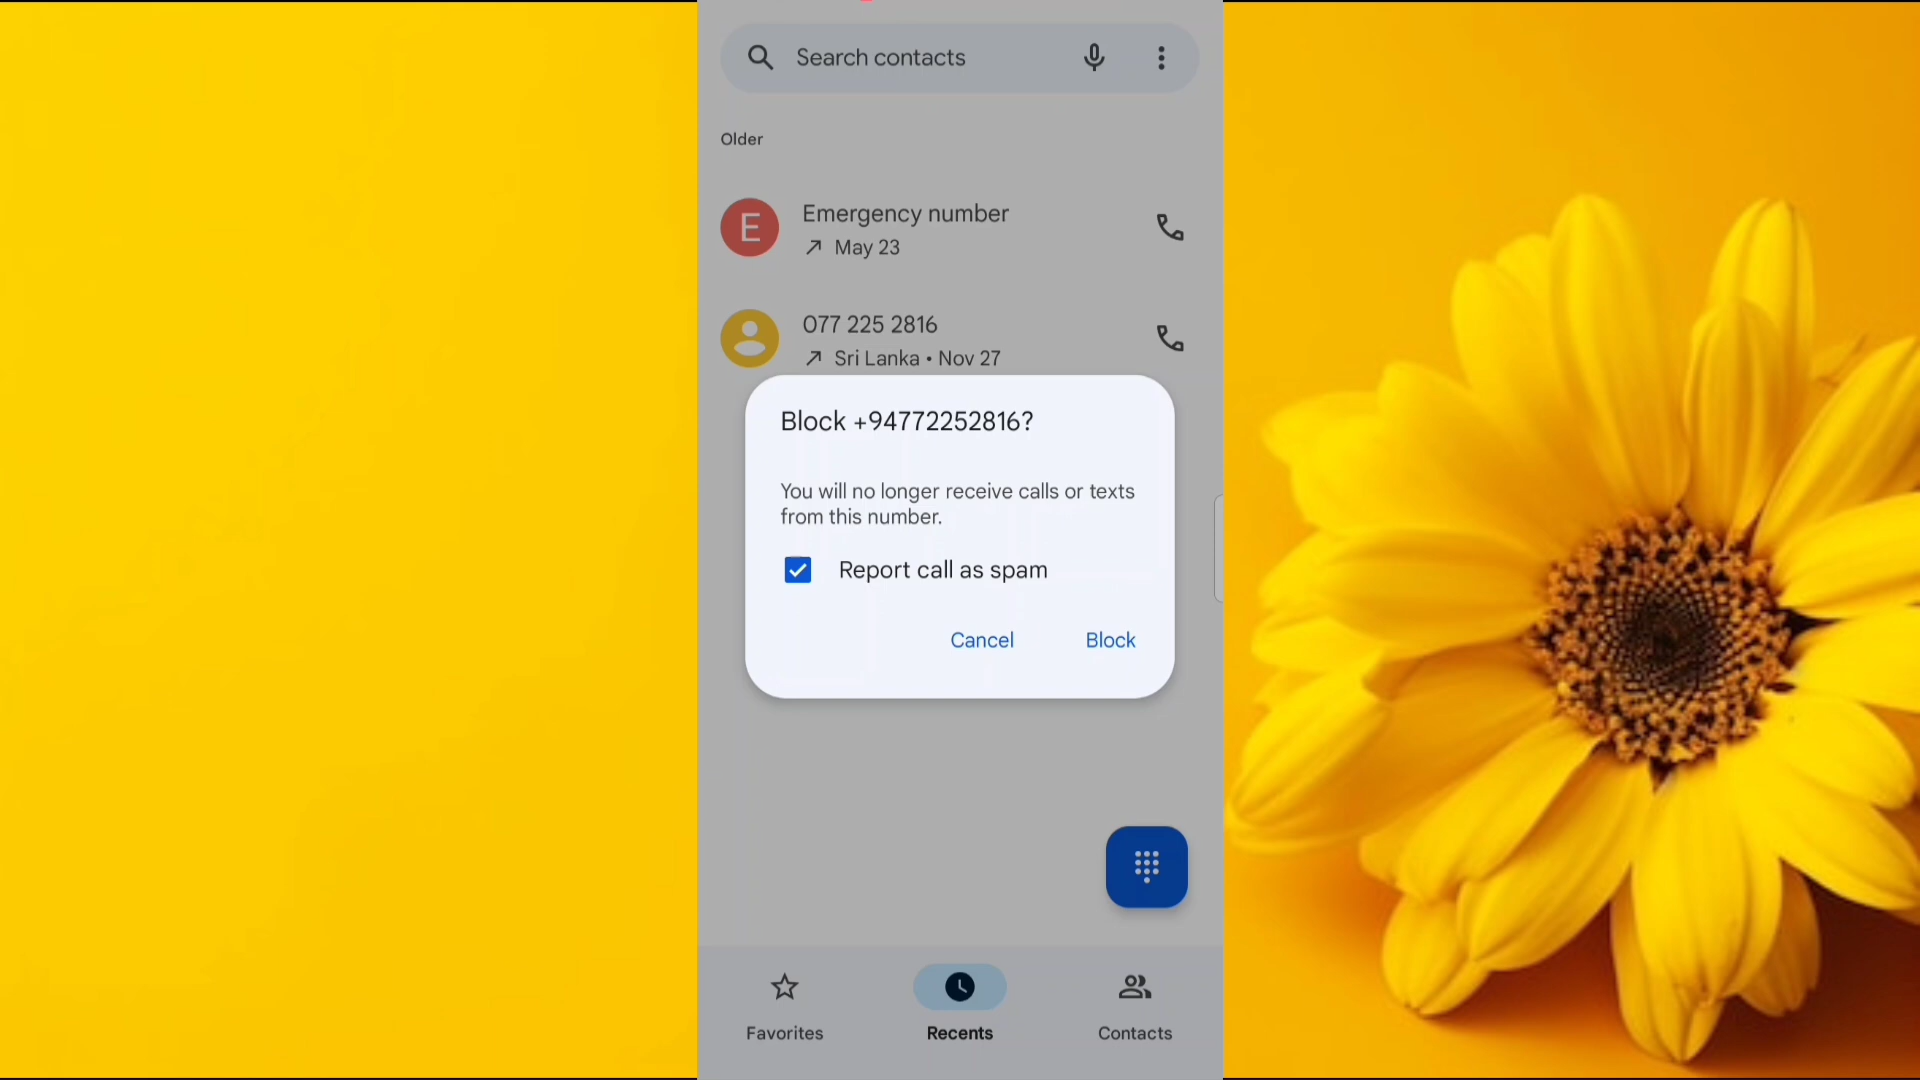 Search contacts
Older
E
Emergency number
↗ May 23
077 225 2816
↗ Sri Lanka • Nov 27
Block +94772252816?
You will no longer receive calls or texts
from this number.
Report call as spam
Cancel Block
Favorites Recents Contacts